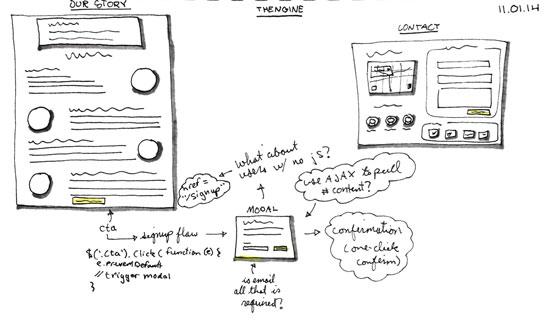 OUR STORY
THENGINE
11.01.14
CONTACT
what about
users w/ no js?
href =
"/signup"
use AJAX to pull
# content?
MODAL
cta
signup flow
confirmation
(one-click
confirm)
$('.cta').click(function(e){
e.preventDefault
// trigger modal
}
is email
all that is
required?